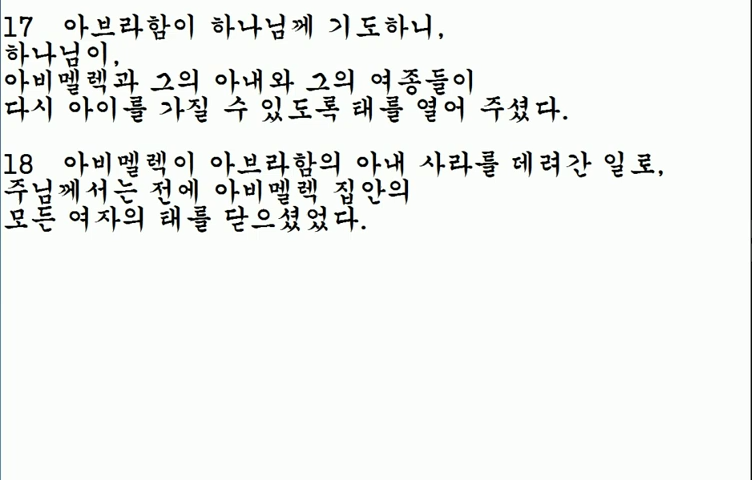 17 아브라함이 하나님께 기도하니,
하나님이,
아비멜렉과 그의 아내와 그의 여종들이
다시 아이를 가질 수 있도록 태를 열어 주셨다.
18 아비멜렉이 아브라함의 아내 사라를 데려간 일로,
주님께서는 전에 아비멜렉 집안의
모든 여자의 태를 닫으셨었다.